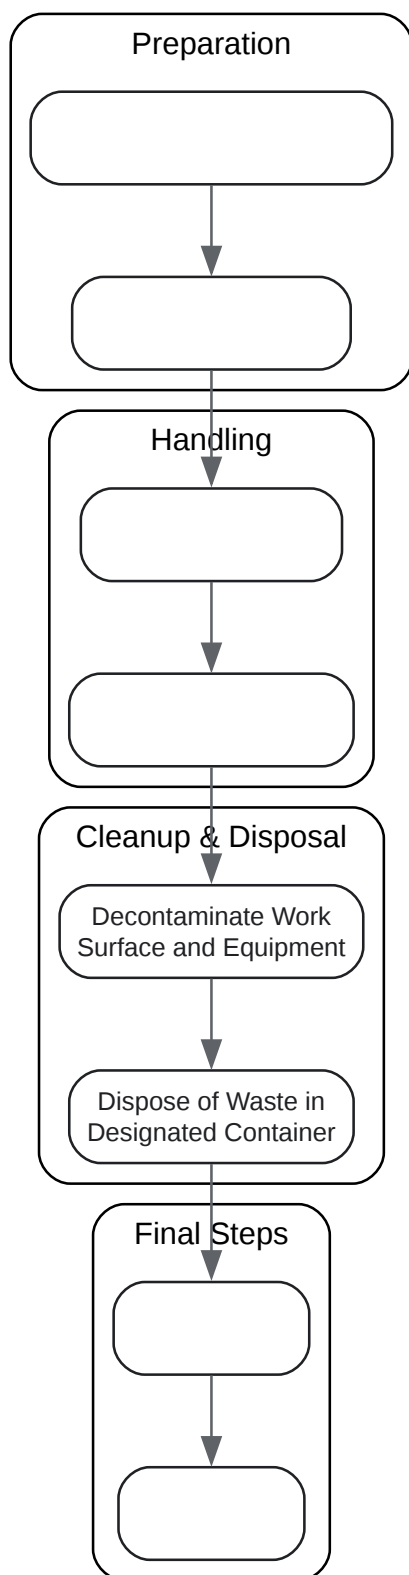 Preparation
Handling
Cleanup & Disposal
Decontaminate Work
Surface and Equipment
Dispose of Waste in
Designated Container
Final Steps